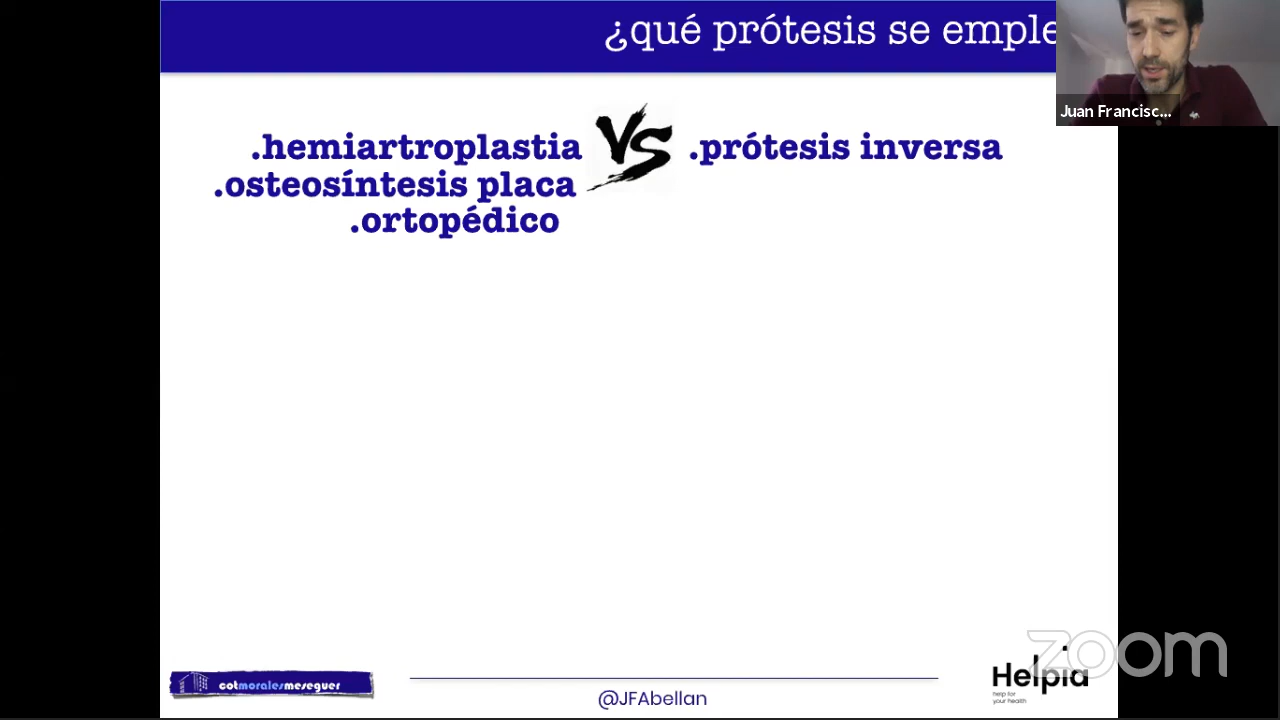 ¿qué prótesis se emple
Juan Francisc...
.hemiartroplastia VS .prótesis inversa
.osteosíntesis placa
.ortopédico
cotmoralesmeseguer
@JFAbellan
Helpia
help for
your health
zoom